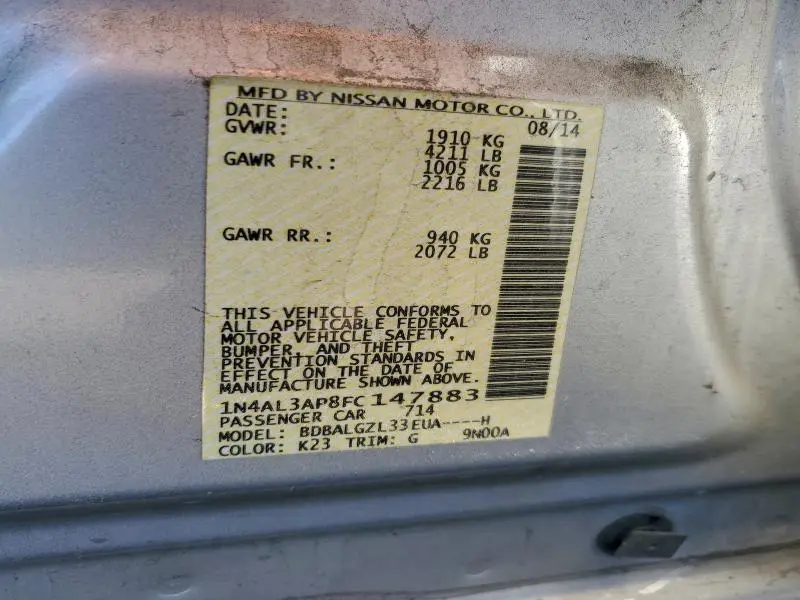 MFD BY NISSAN MOTOR CO., LTD.
DATE: 08/14
GVWR: 1910 KG
4211 LB
GAWR FR.: 1005 KG
2216 LB
GAWR RR.: 940 KG
2072 LB
THIS VEHICLE CONFORMS TO
ALL APPLICABLE FEDERAL
MOTOR VEHICLE SAFETY,
BUMPER, AND THEFT
PREVENTION STANDARDS IN
EFFECT ON THE DATE OF
MANUFACTURE SHOWN ABOVE.
1N4AL3AP8FC147883
PASSENGER CAR 714
MODEL: BDBALGZL33EUA----H
COLOR: K23 TRIM: G 9N00A